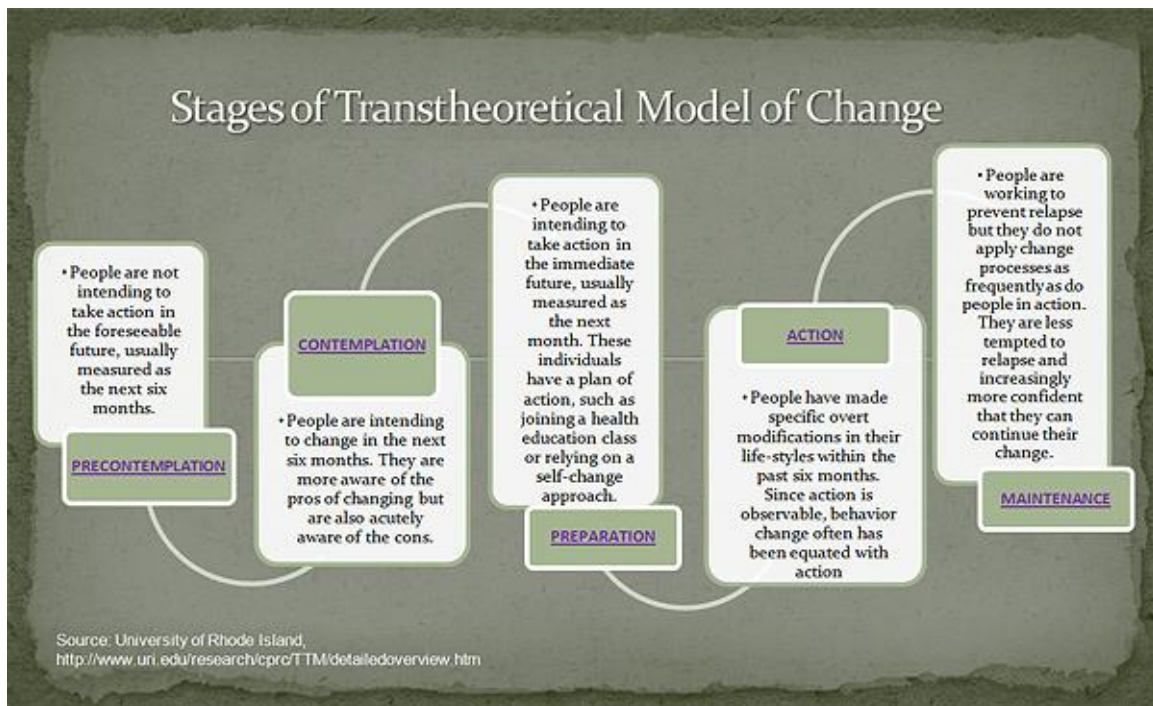 Stages of Transtheoretical Model of Change
• People are not
intending to
take action in
the foreseeable
future, usually
measured as
the next six
months.
PRECONTEMPLATION
CONTEMPLATION
• People are intending
to change in the next
six months. They are
more aware of the
pros of changing but
are also acutely
aware of the cons.
• People are
intending to
take action in
the immediate
future, usually
measured as
the next
month. These
individuals
have a plan of
action, such as
joining a health
education class
or relying on a
self-change
approach.
PREPARATION
ACTION
• People have made
specific overt
modifications in their
life-styles within the
past six months.
Since action is
observable, behavior
change often has
been equated with
action
• People are
working to
prevent relapse
but they do not
apply change
processes as
frequently as do
people in action.
They are less
tempted to
relapse and
increasingly
more confident
that they can
continue their
change.
MAINTENANCE
Source: University of Rhode Island,
http://www.uri.edu/research/cprc/TTM/detailedoverview.htm